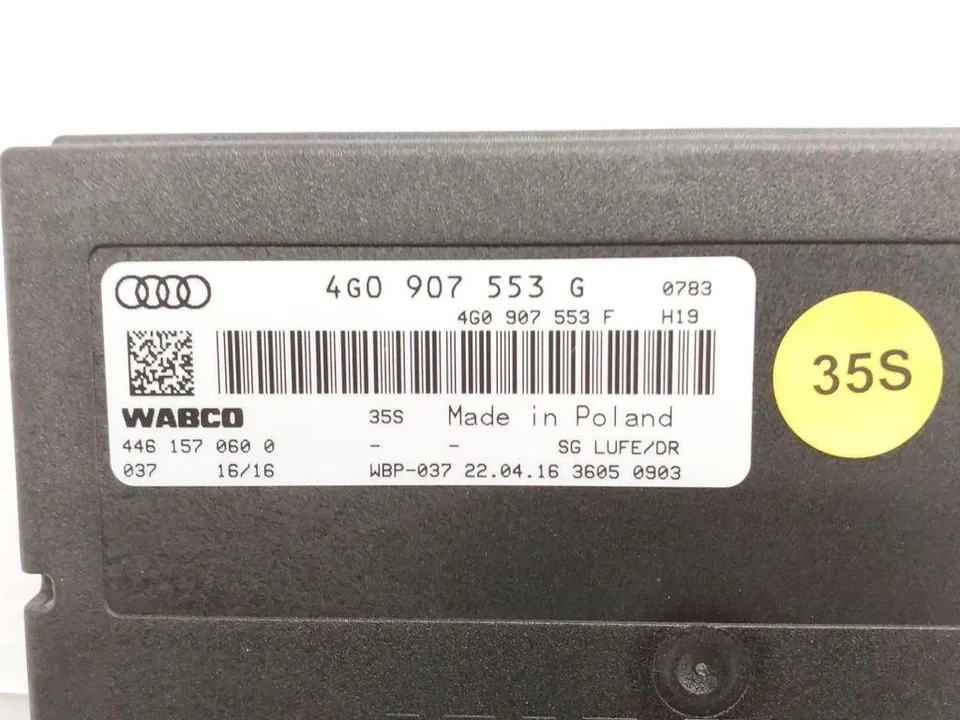 4G0 907 553 G 0783
4G0 907 553 F H19
WABCO 35S Made in Poland
446 157 060 0 - - SG LUFE/DR
037 16/16 WBP-037 22.04.16 3605 0903
35S